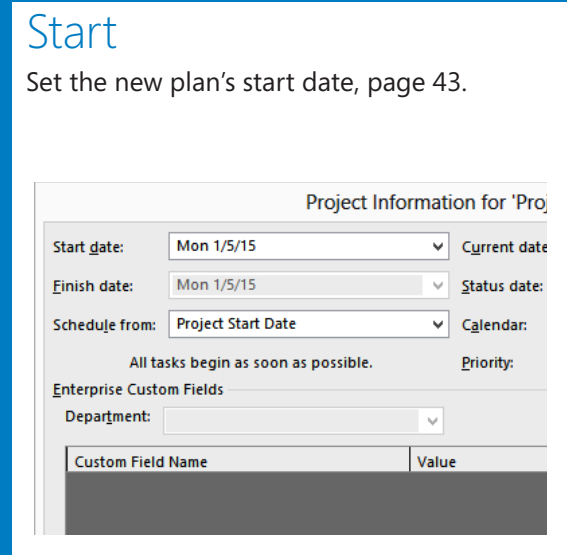 Start
Set the new plan's start date, page 43.
Project Information for 'Proj
Start date: Mon 1/5/15 Current date
Finish date: Mon 1/5/15 Status date:
Schedule from: Project Start Date Calendar:
All tasks begin as soon as possible. Priority:
Enterprise Custom Fields
Department:
Custom Field Name Value